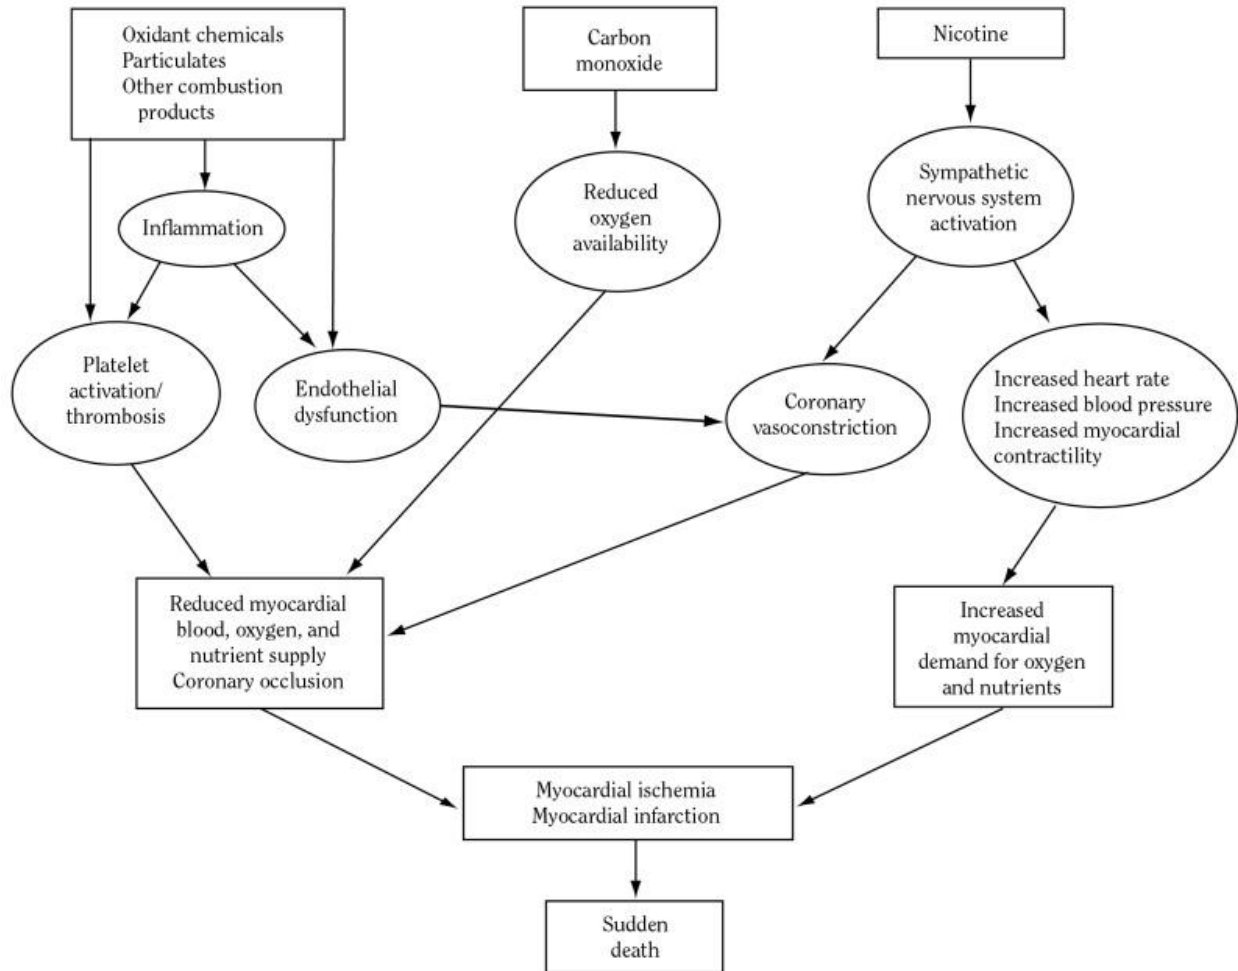 Oxidant chemicals
Particulates
Other combustion
products
Carbon
monoxide
Nicotine
Inflammation
Reduced
oxygen
availability
Sympathetic
nervous system
activation
Platelet
activation/
thrombosis
Endothelial
dysfunction
Coronary
vasoconstriction
Increased heart rate
Increased blood pressure
Increased myocardial
contractility
Reduced myocardial
blood, oxygen, and
nutrient supply
Coronary occlusion
Increased
myocardial
demand for oxygen
and nutrients
Myocardial ischemia
Myocardial infarction
Sudden
death